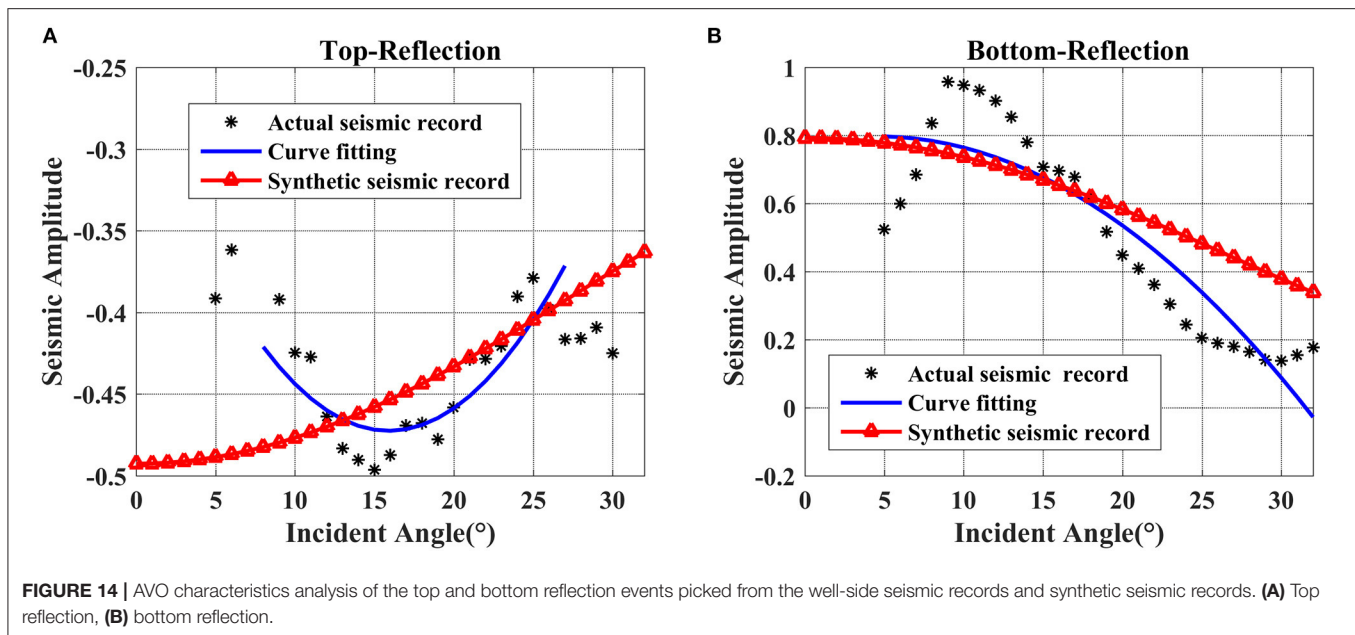 A
Top-Reflection
-0.25
-0.3
-0.35
-0.4
-0.45
-0.5
Seismic Amplitude
Actual seismic record
Curve fitting
Synthetic seismic record
0 5 10 15 20 25 30
Incident Angle(°)
B
Bottom-Reflection
1
0.8
0.6
0.4
0.2
0
-0.2
Seismic Amplitude
Actual seismic record
Curve fitting
Synthetic seismic record
0 5 10 15 20 25 30
Incident Angle(°)
FIGURE 14 | AVO characteristics analysis of the top and bottom reflection events picked from the well-side seismic records and synthetic seismic records. (A) Top
reflection, (B) bottom reflection.